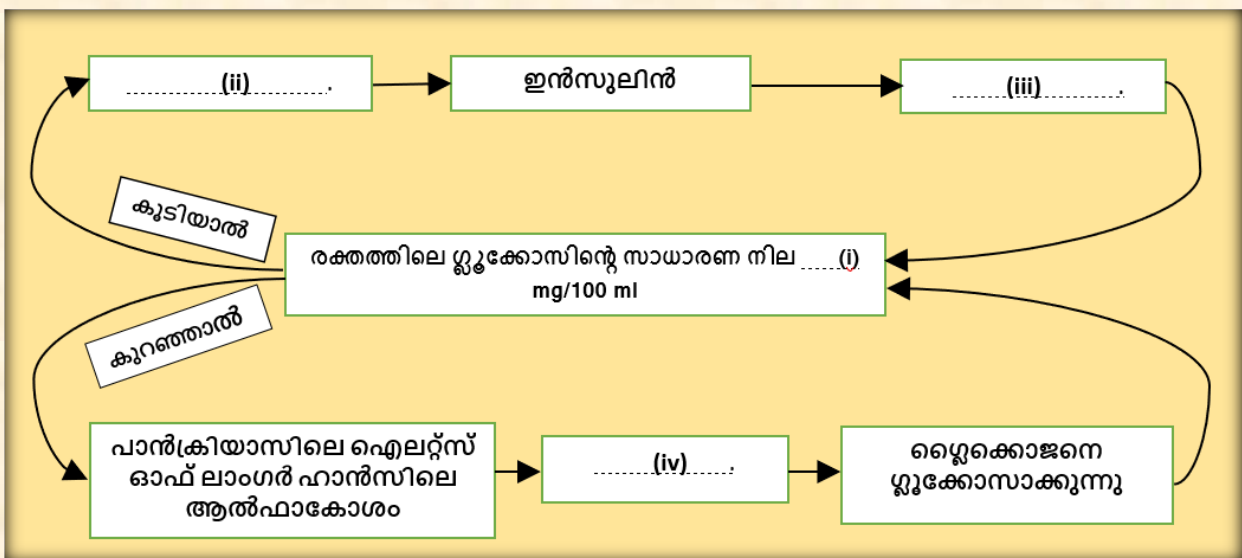 (ii) .
ഇൻസുലിൻ
(iii) .
കൂടിയാൽ
രക്തത്തിലെ ഗ്ലൂക്കോസിന്റെ സാധാരണ നില ...... (i)
mg/100 ml
കുറഞ്ഞാൽ
പാൻക്രിയാസിലെ ഐലറ്റ്സ്
ഓഫ് ലാംഗർ ഹാൻസിലെ
ആൽഫാകോശം
(iv) .
ഗ്ലൈക്കൊജനെ
ഗ്ലൂക്കോസാക്കുന്നു